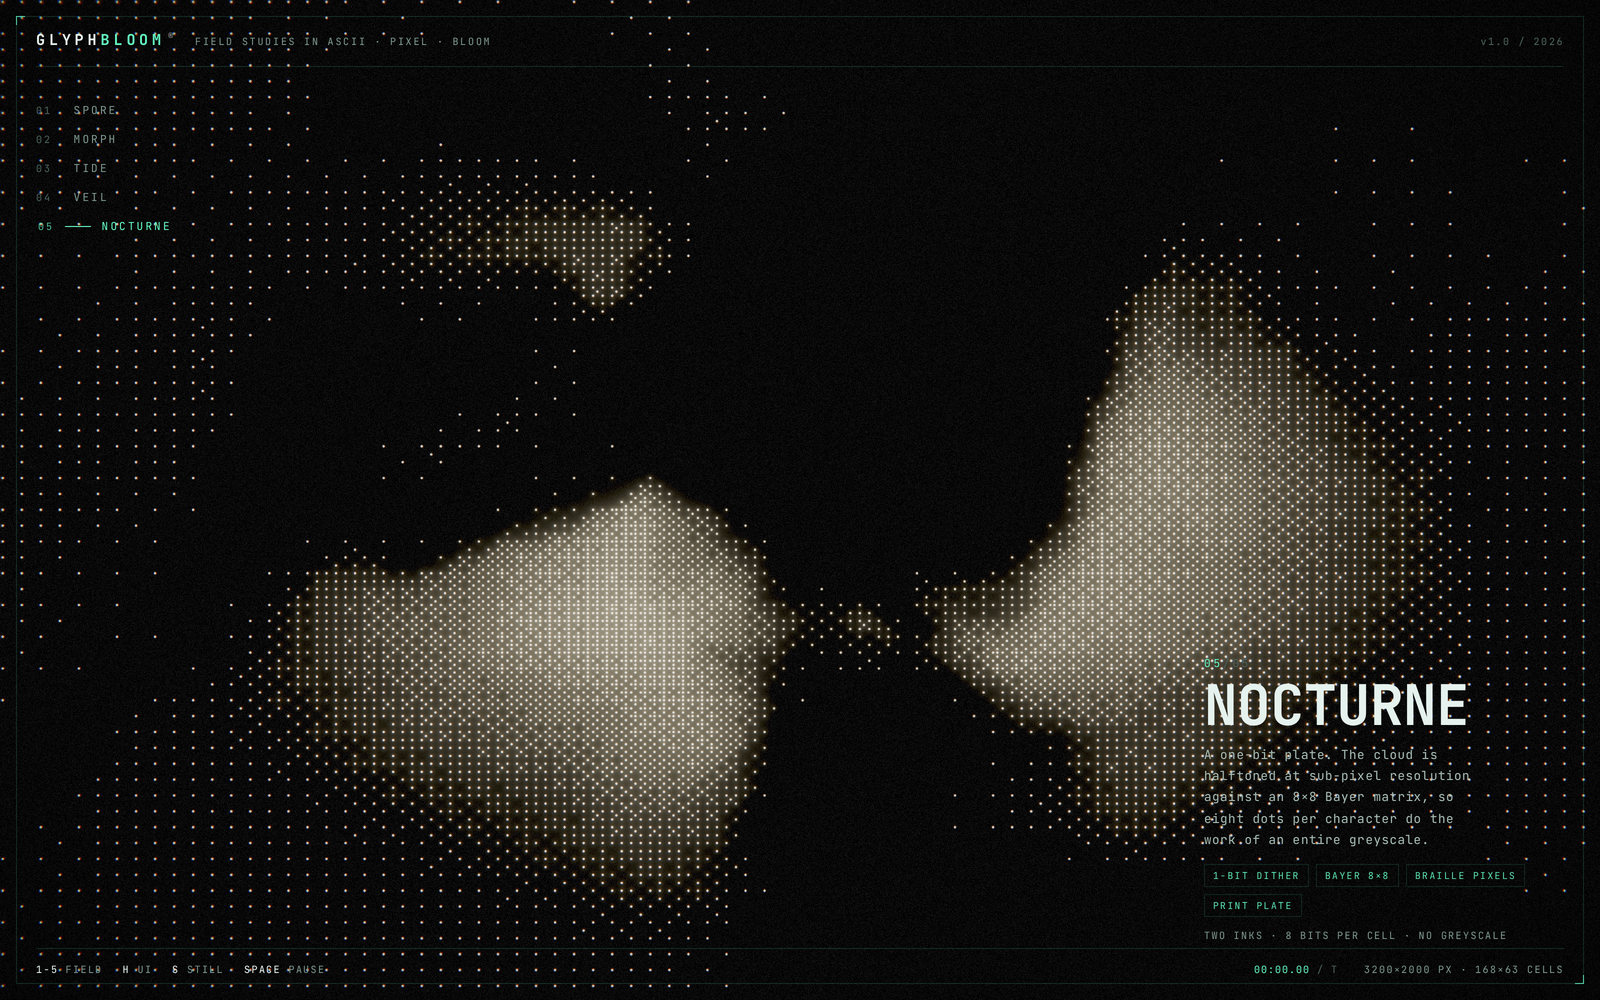 GLYPHBLOOM® FIELD STUDIES IN ASCII · PIXEL · BLOOM
v1.0 / 2026
01 SPORE
02 MORPH
03 TIDE
04 VEIL
05 NOCTURNE
05
NOCTURNE
A one-bit plate. The cloud is
halftoned at sub-pixel resolution
against an 8×8 Bayer matrix, so
eight dots per character do the
work of an entire greyscale.
1-BIT DITHER BAYER 8×8 BRAILLE PIXELS
PRINT PLATE
TWO INKS · 8 BITS PER CELL · NO GREYSCALE
1-5 FIELD H UI S STILL SPACE PAUSE
00:00.00 / T 3200×2000 PX · 168×63 CELLS